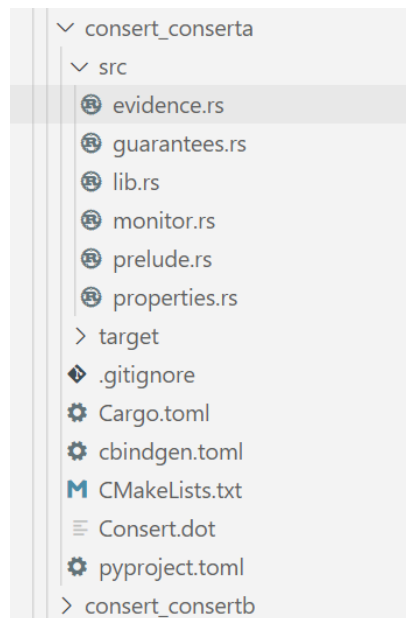 consert_conserta
src
evidence.rs
guarantees.rs
lib.rs
monitor.rs
prelude.rs
properties.rs
target
.gitignore
Cargo.toml
cbindgen.toml
CMakeLists.txt
Consert.dot
pyproject.toml
consert_consertb